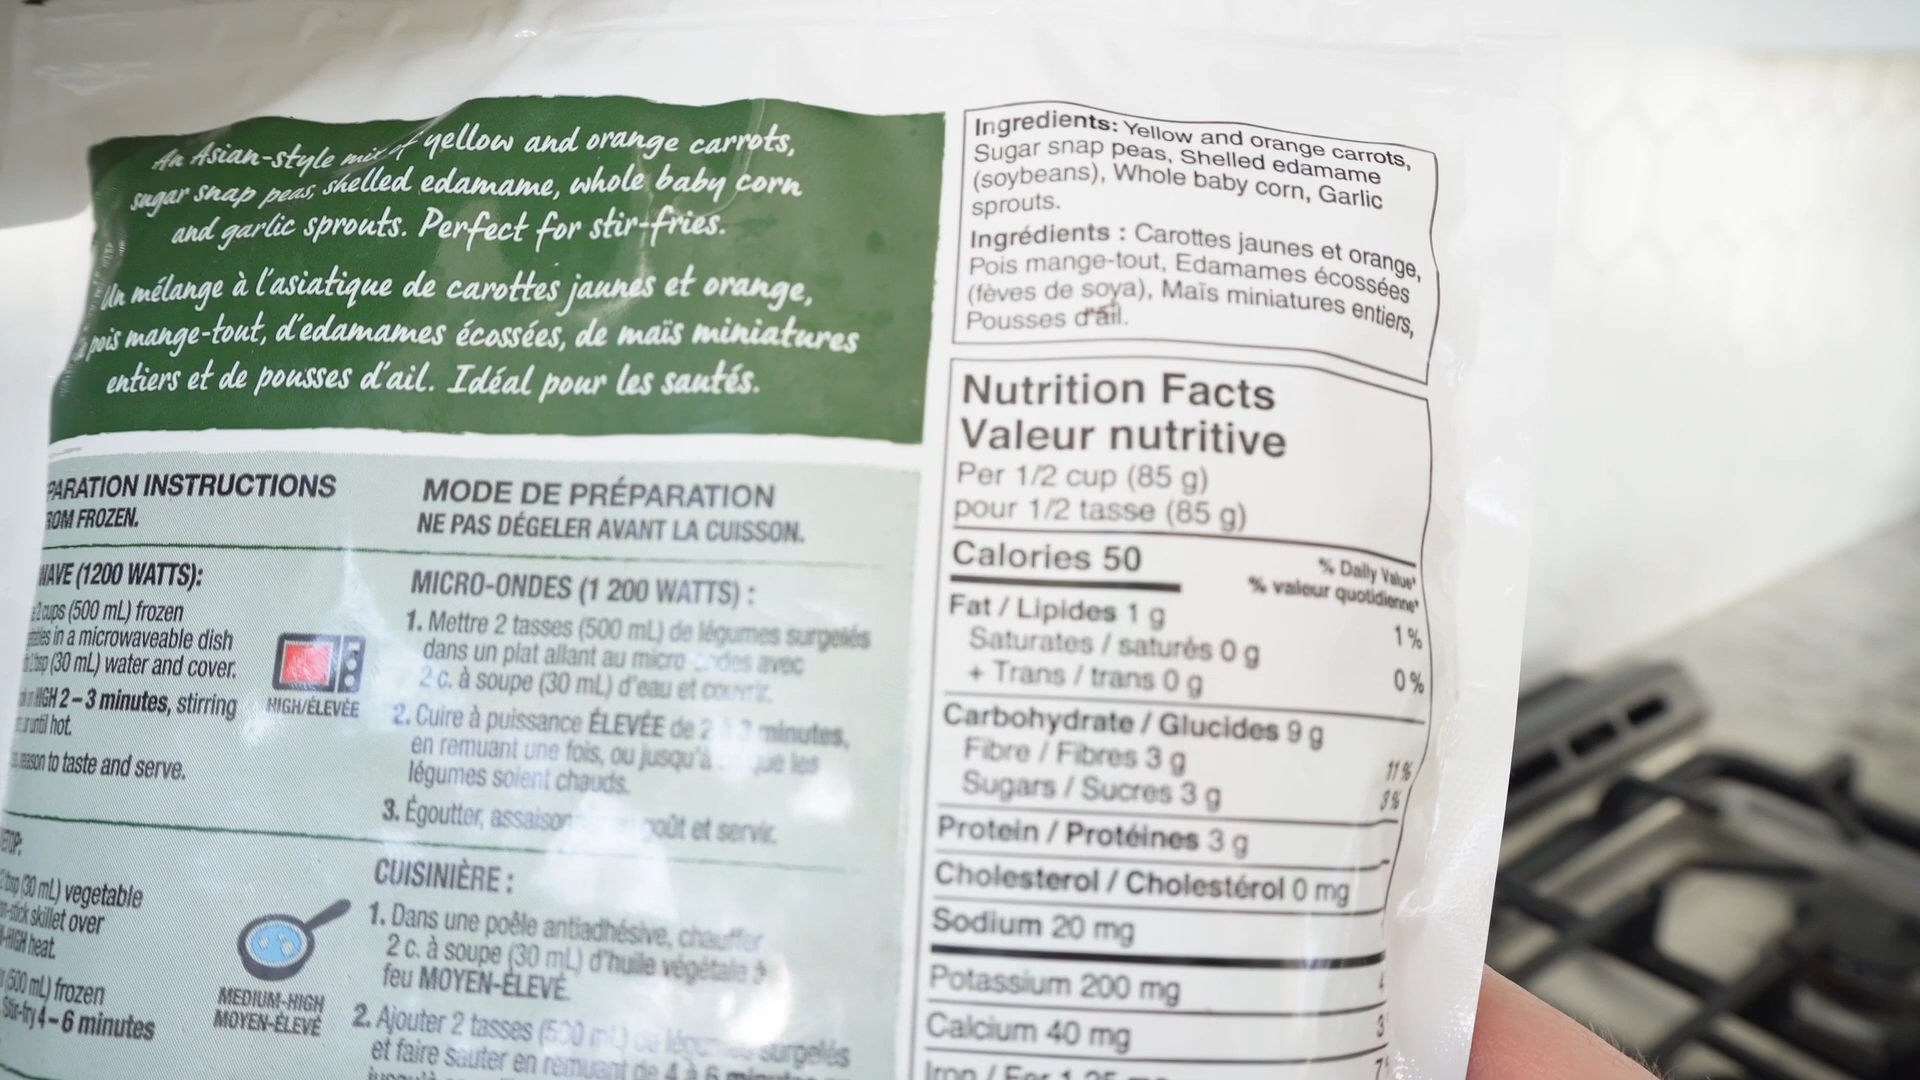 An Asian-style mix of yellow and orange carrots,
sugar snap peas, shelled edamame, whole baby corn
and garlic sprouts. Perfect for stir-fries.
Un mélange à l'asiatique de carottes jaunes et orange,
pois mange-tout, d'edamames écossées, de maïs miniatures
entiers et de pousses d'ail. Idéal pour les sautés.
INSTRUCTIONS
FROZEN.
(1200 WATTS):
2 cups (500 mL) frozen
in a microwaveable dish
(30 mL) water and cover.
HIGH 2 – 3 minutes, stirring
until hot.
to taste and serve.
HIGH/ÉLEVÉE
(30 mL) vegetable
skillet over
heat.
(500 mL) frozen
Stir-fry 4 – 6 minutes
MEDIUM-HIGH
MOYEN-ÉLEVÉ
MODE DE PRÉPARATION
NE PAS DÉGELER AVANT LA CUISSON.
MICRO-ONDES (1 200 WATTS) :
1. Mettre 2 tasses (500 mL) de légumes surgelés
dans un plat allant au micro-ondes avec
2 c. à soupe (30 mL) d'eau et couvrir.
2. Cuire à puissance ÉLEVÉE de 2 à 3 minutes,
en remuant une fois, ou jusqu'à que les
légumes soient chauds.
3. Égoutter, goût et servir.
CUISINIÈRE :
1. Dans une poêle antiadhésive, chauffer
2 c. à soupe (30 mL) d'huile végétale à
feu MOYEN-ÉLEVÉ.
2. Ajouter 2 tasses (500 mL) de surgelés
et faire sauter en remuant de 4 à 6
Ingredients: Yellow and orange carrots,
Sugar snap peas, Shelled edamame
(soybeans), Whole baby corn, Garlic
sprouts.
Ingrédients : Carottes jaunes et orange,
Pois mange-tout, Edamames écossées
(fèves de soya), Maïs miniatures entiers,
Pousses d'ail.
Nutrition Facts
Valeur nutritive
Per 1/2 cup (85 g)
pour 1/2 tasse (85 g)
Calories 50
% Daily Value*
% valeur quotidienne*
Fat / Lipides 1 g 1 %
Saturates / saturés 0 g
+ Trans / trans 0 g 0 %
Carbohydrate / Glucides 9 g
Fibre / Fibres 3 g 11 %
Sugars / Sucres 3 g 3 %
Protein / Protéines 3 g
Cholesterol / Cholestérol 0 mg
Sodium 20 mg
Potassium 200 mg
Calcium 40 mg 3
Iron / Fer